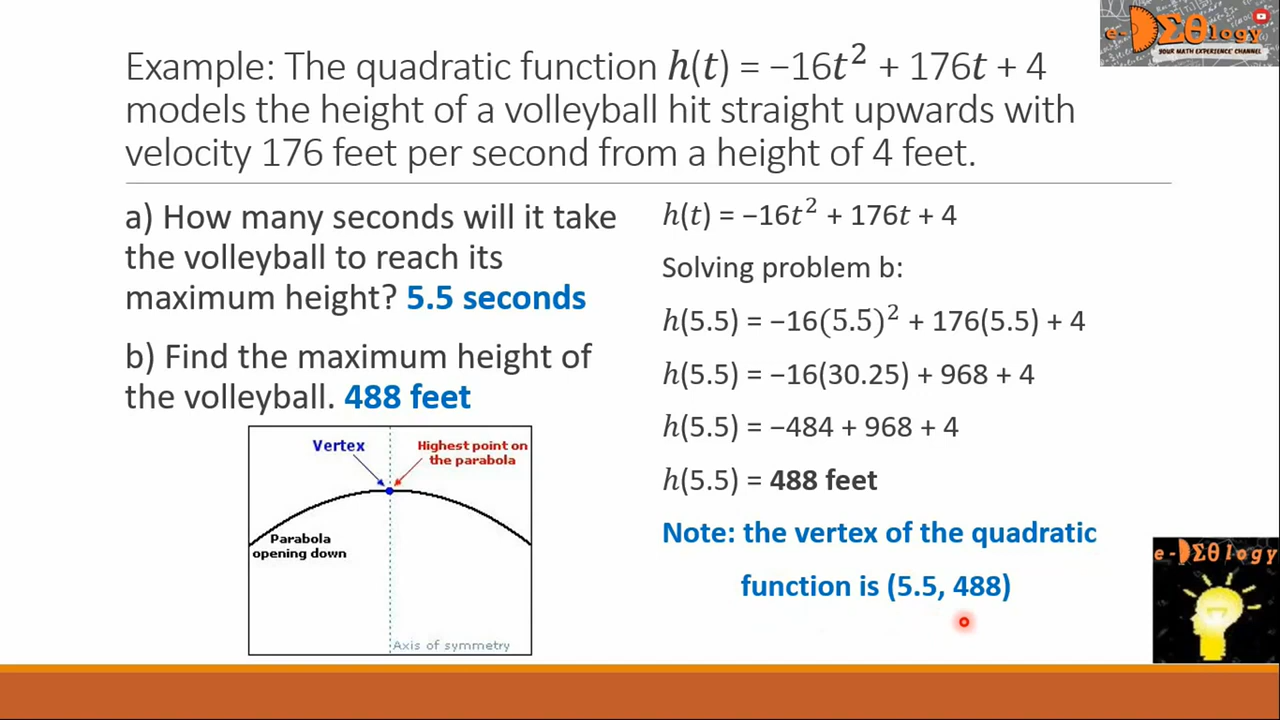 e-DΣθlogy
YOUR MATH EXPERIENCE CHANNEL
Example: The quadratic function h(t) = −16t² + 176t + 4
models the height of a volleyball hit straight upwards with
velocity 176 feet per second from a height of 4 feet.
a) How many seconds will it take
the volleyball to reach its
maximum height? 5.5 seconds
b) Find the maximum height of
the volleyball. 488 feet
Vertex
Highest point on
the parabola
Parabola
opening down
Axis of symmetry
h(t) = −16t² + 176t + 4
Solving problem b:
h(5.5) = −16(5.5)² + 176(5.5) + 4
h(5.5) = −16(30.25) + 968 + 4
h(5.5) = −484 + 968 + 4
h(5.5) = 488 feet
Note: the vertex of the quadratic
function is (5.5, 488)
e-DΣθlogy